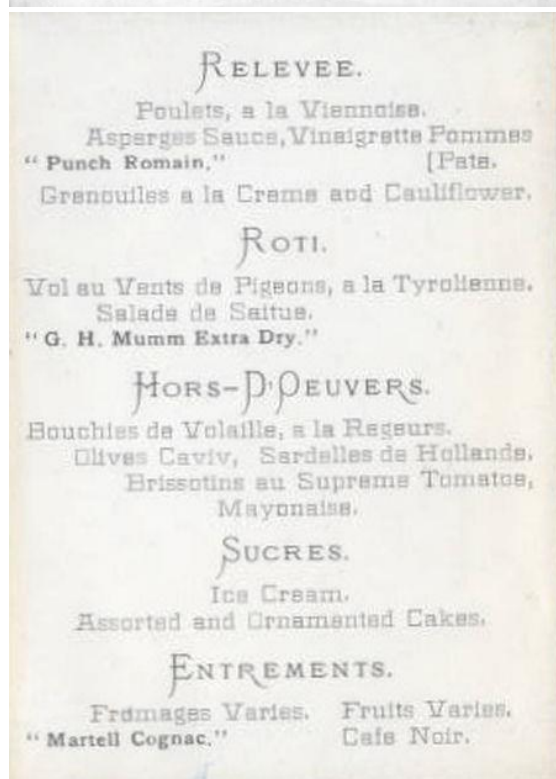 RELEVEE.
Poulets, a la Viennoise.
Asperges Sauce, Vinaigrette Pommes
"Punch Romain." [Pate.
Grenouiles a la Creme and Cauliflower.
ROTI.
Vol au Vents de Pigeons, a la Tyrolienne.
Salade de Saitue.
"G. H. Mumm Extra Dry."
HORS-D'OEUVERS.
Bouchies de Volaille, a la Regeurs.
Olives Caviv, Sardelles de Hollands.
Brissotins au Supreme Tomatoe,
Mayonaise.
SUCRES.
Ice Cream.
Assorted and Ornamented Cakes.
ENTREMENTS.
Fromages Varies. Fruits Varies.
"Martell Cognac." Cafe Noir.